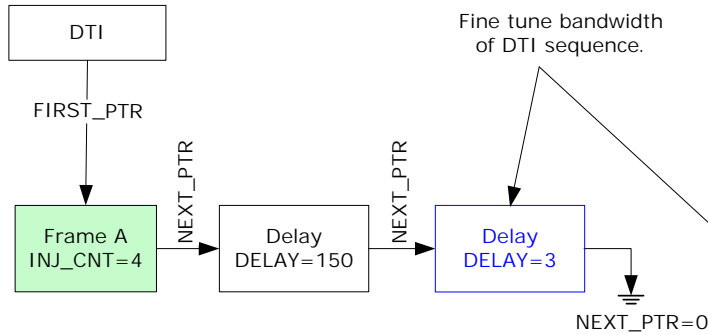 DTI
Fine tune bandwidth
of DTI sequence.
FIRST_PTR
NEXT_PTR
NEXT_PTR
Frame A
INJ_CNT=4
Delay
DELAY=150
Delay
DELAY=3
NEXT_PTR=0